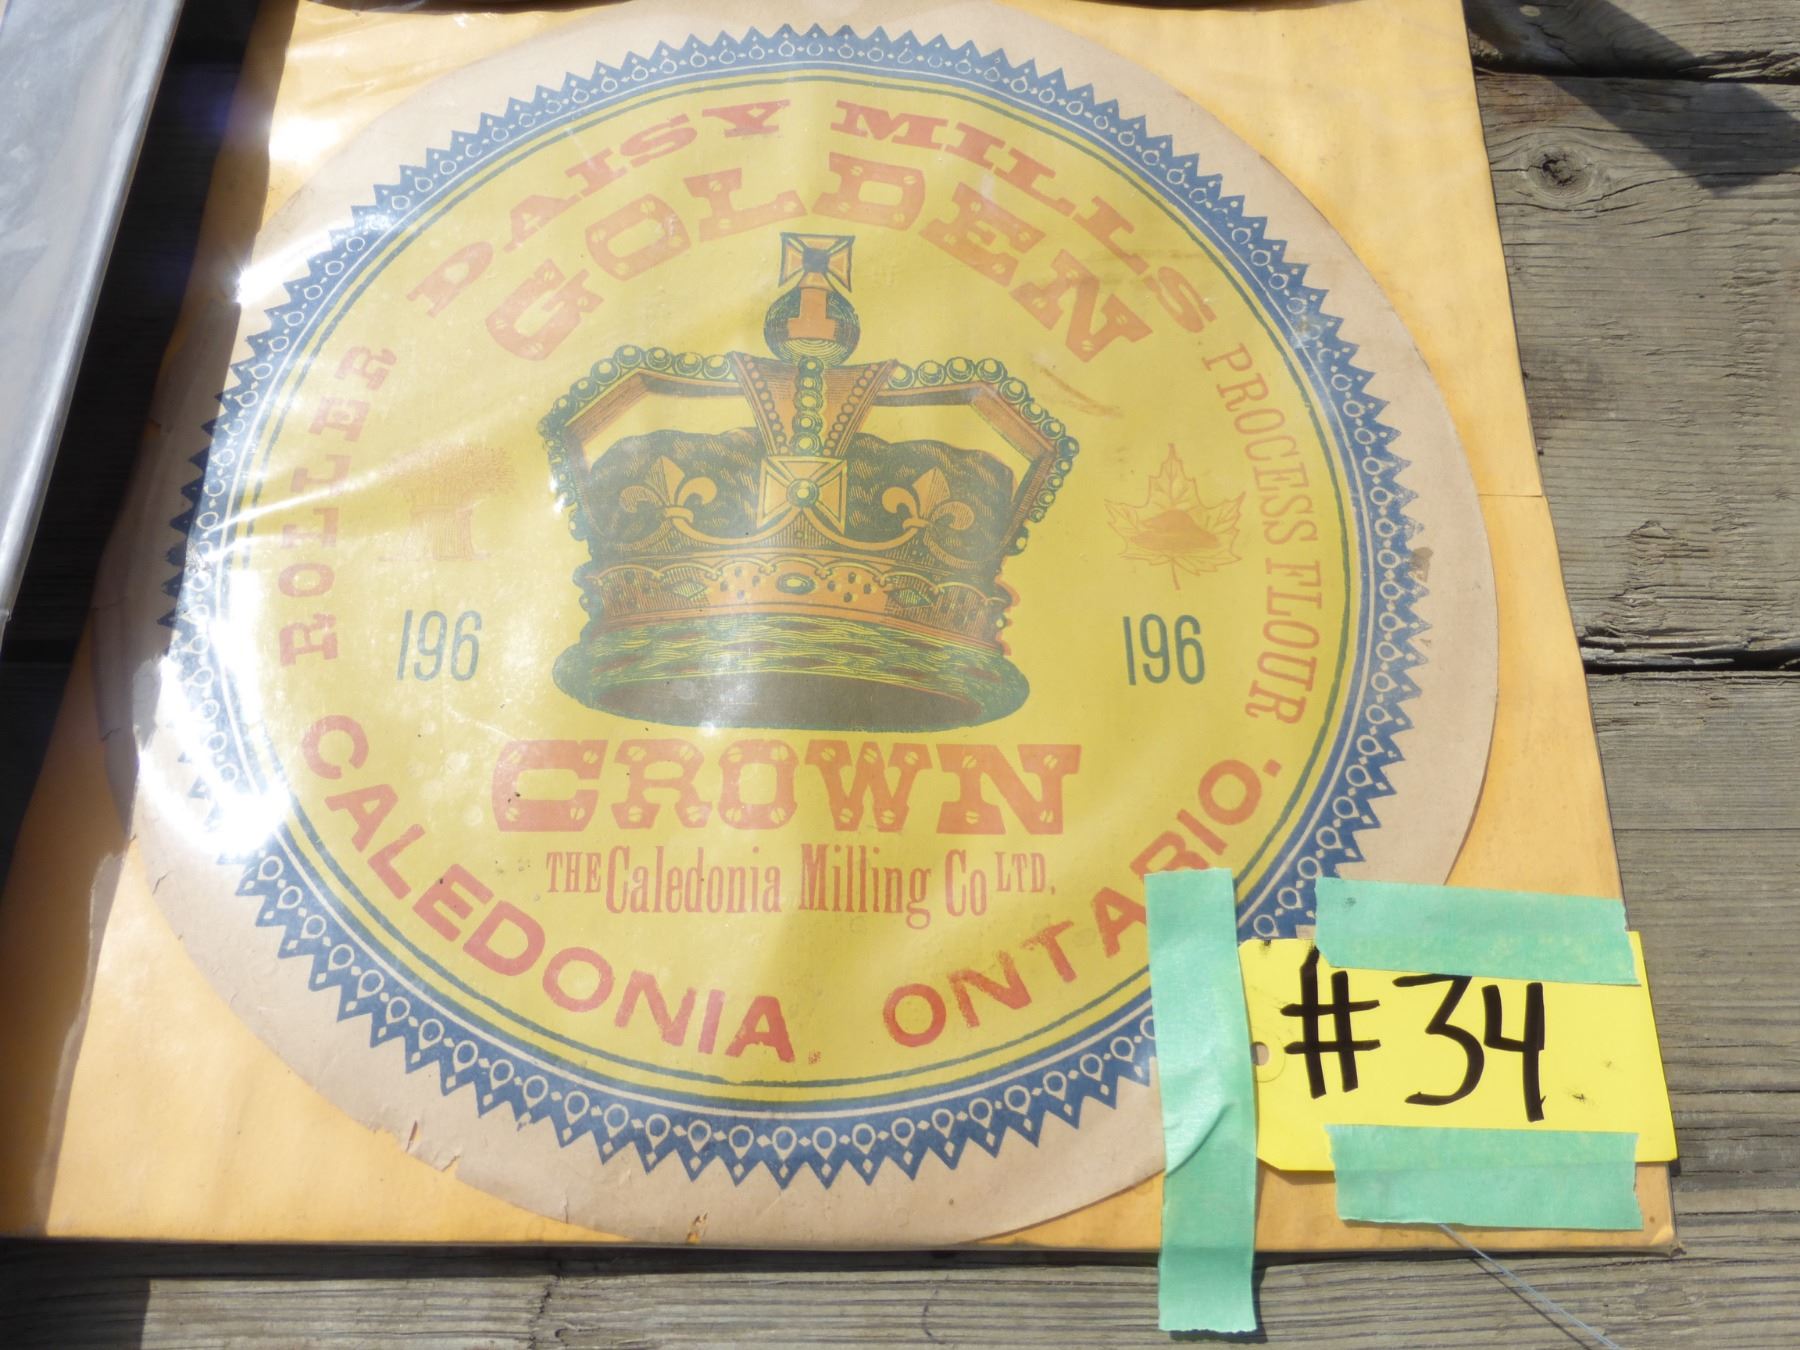 DAISY MILLS
GOLDEN
ROLLER
PROCESS FLOUR
196
196
CROWN
THE Caledonia Milling Co LTD.
CALEDONIA. ONTARIO.
#34